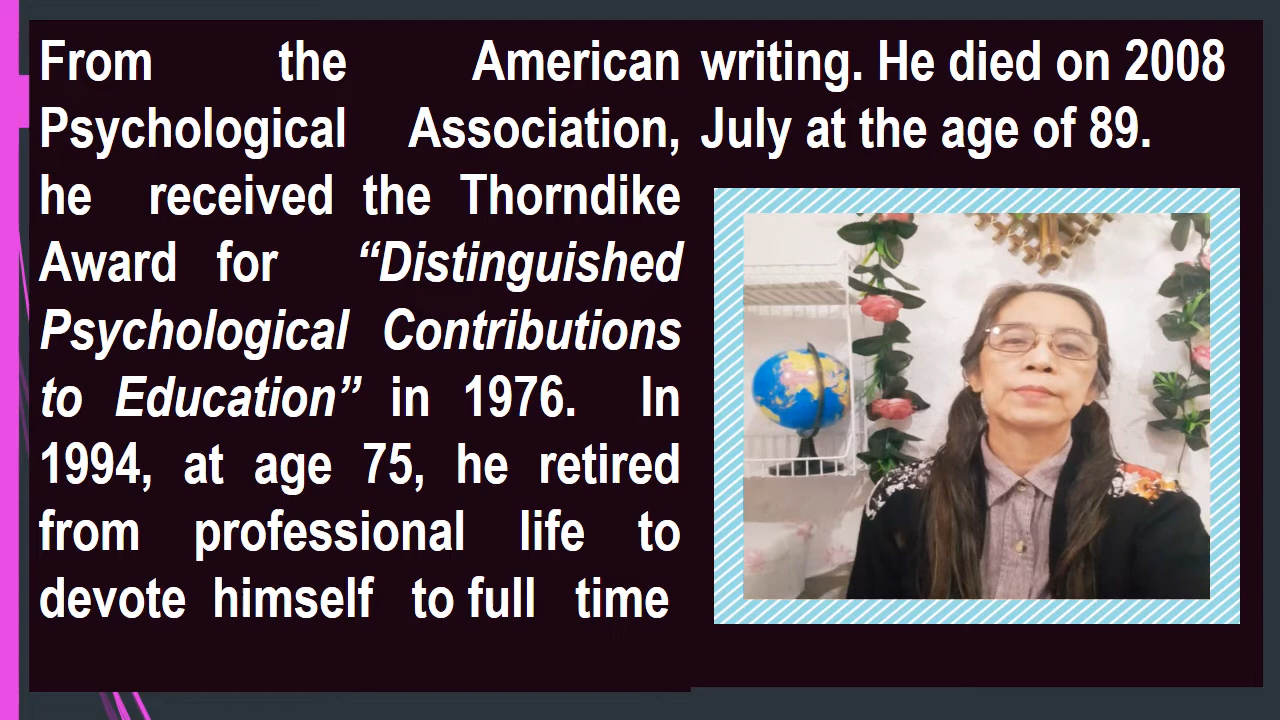 From the American
Psychological Association,
he received the Thorndike
Award for “Distinguished
Psychological Contributions
to Education” in 1976. In
1994, at age 75, he retired
from professional life to
devote himself to full time
writing. He died on 2008
July at the age of 89.